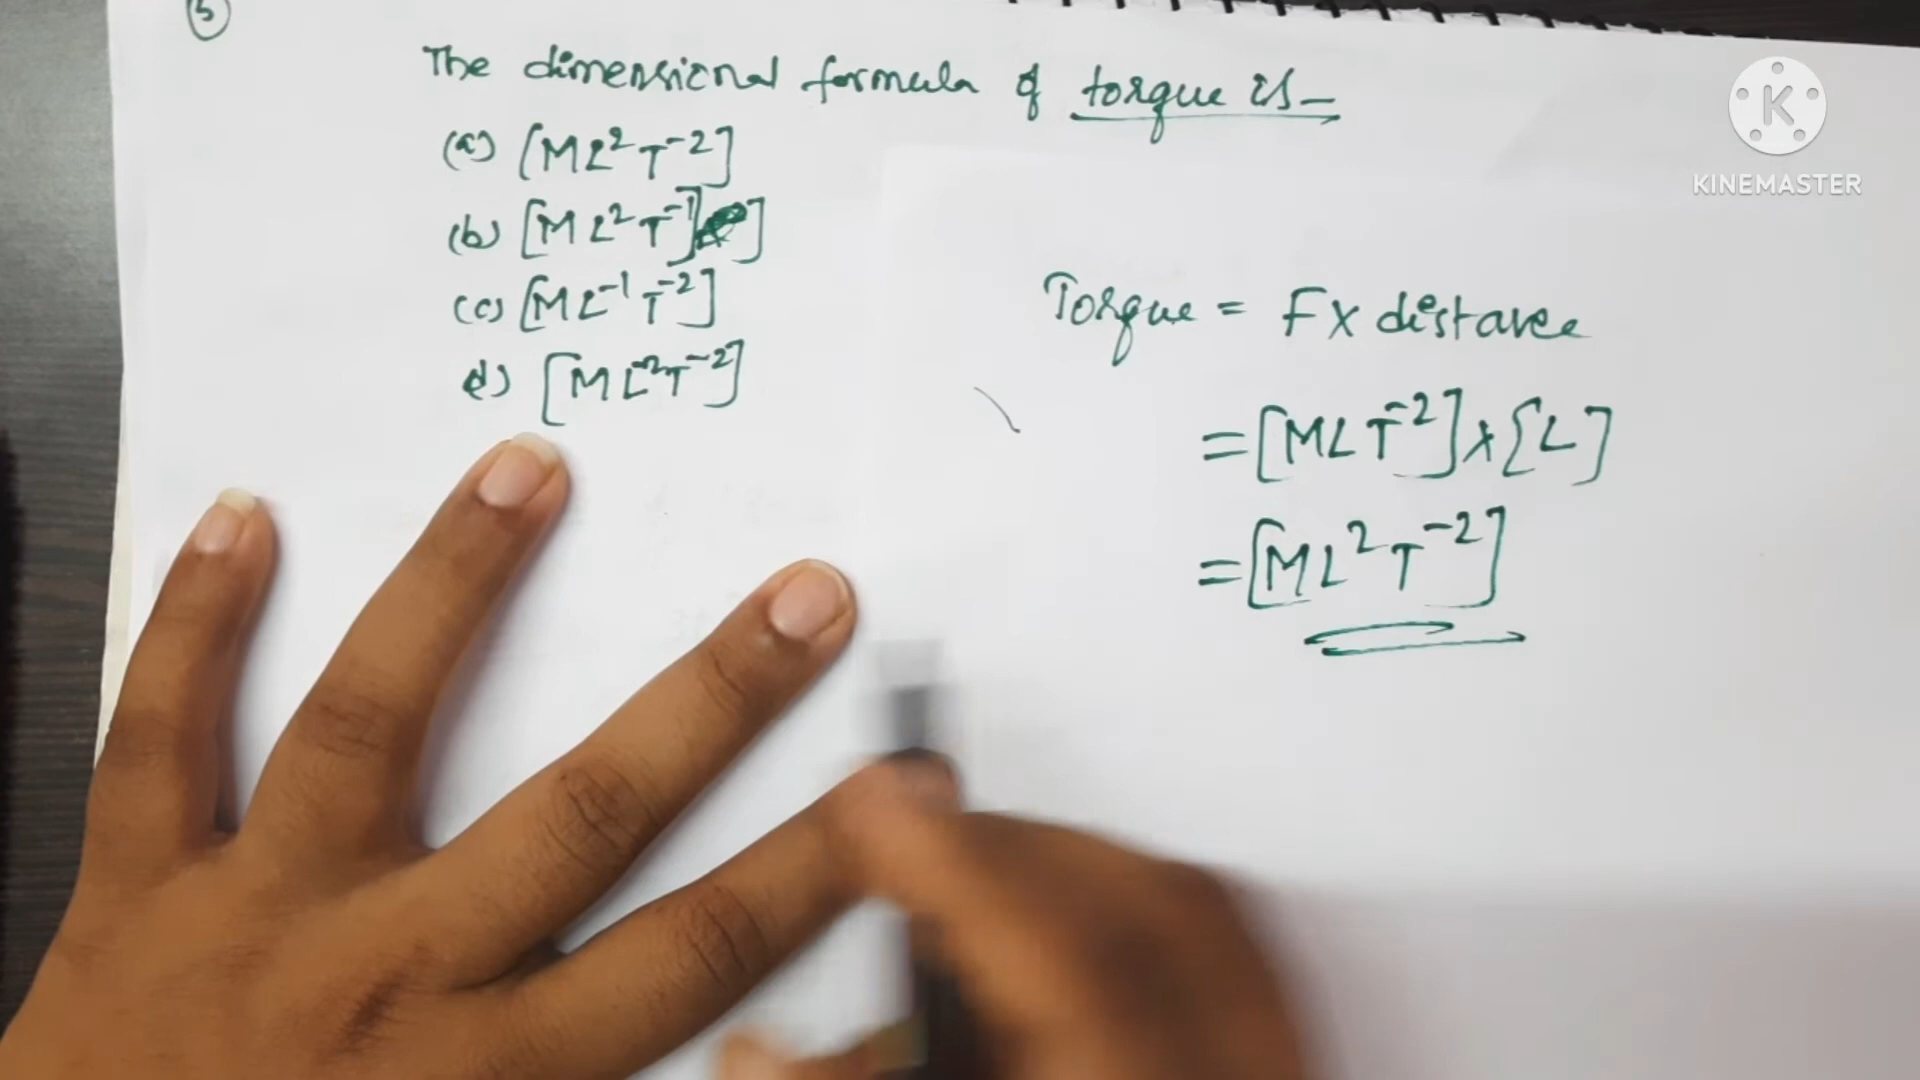 5
The dimensional formula of torque is_
(a) [ML²T⁻²]
(b) [ML²T⁻¹]]
(c) [ML⁻¹T⁻²]
d) [ML⁻²T⁻²]
Torque = F X distance
= [MLT⁻²] X [L]
= [ML²T⁻²]
K
KINEMASTER